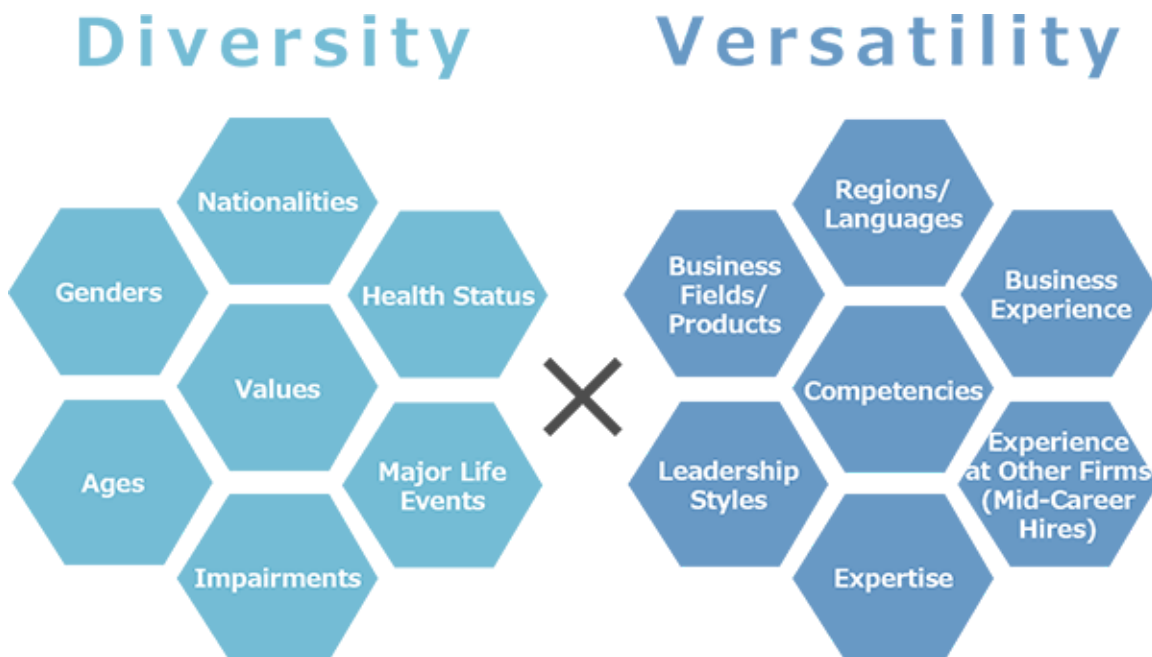 Diversity
Nationalities
Genders
Health Status
Values
Ages
Major Life
Events
Impairments
×
Versatility
Regions/
Languages
Business
Fields/
Products
Business
Experience
Competencies
Leadership
Styles
Experience
at Other Firms
(Mid-Career
Hires)
Expertise